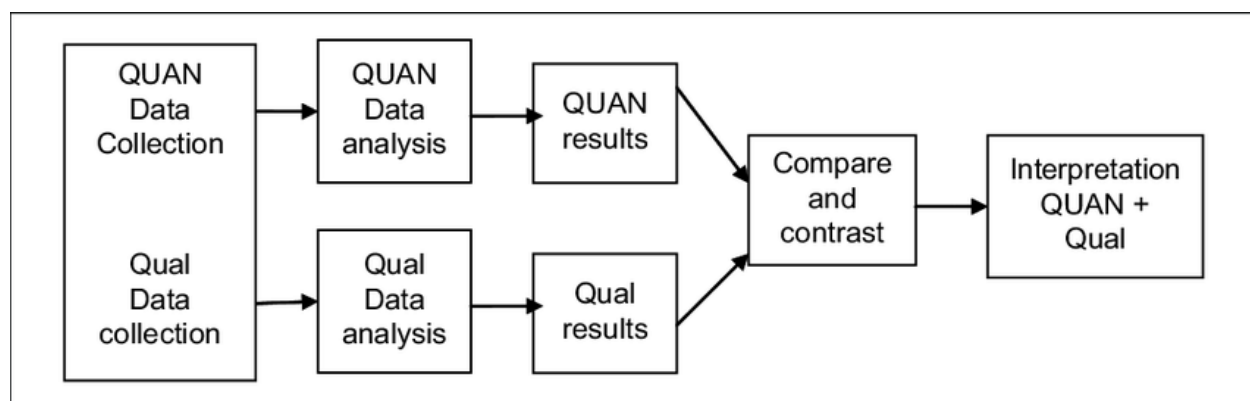 QUAN
Data
Collection
Qual
Data
collection
QUAN
Data
analysis
Qual
Data
analysis
QUAN
results
Qual
results
Compare
and
contrast
Interpretation
QUAN +
Qual